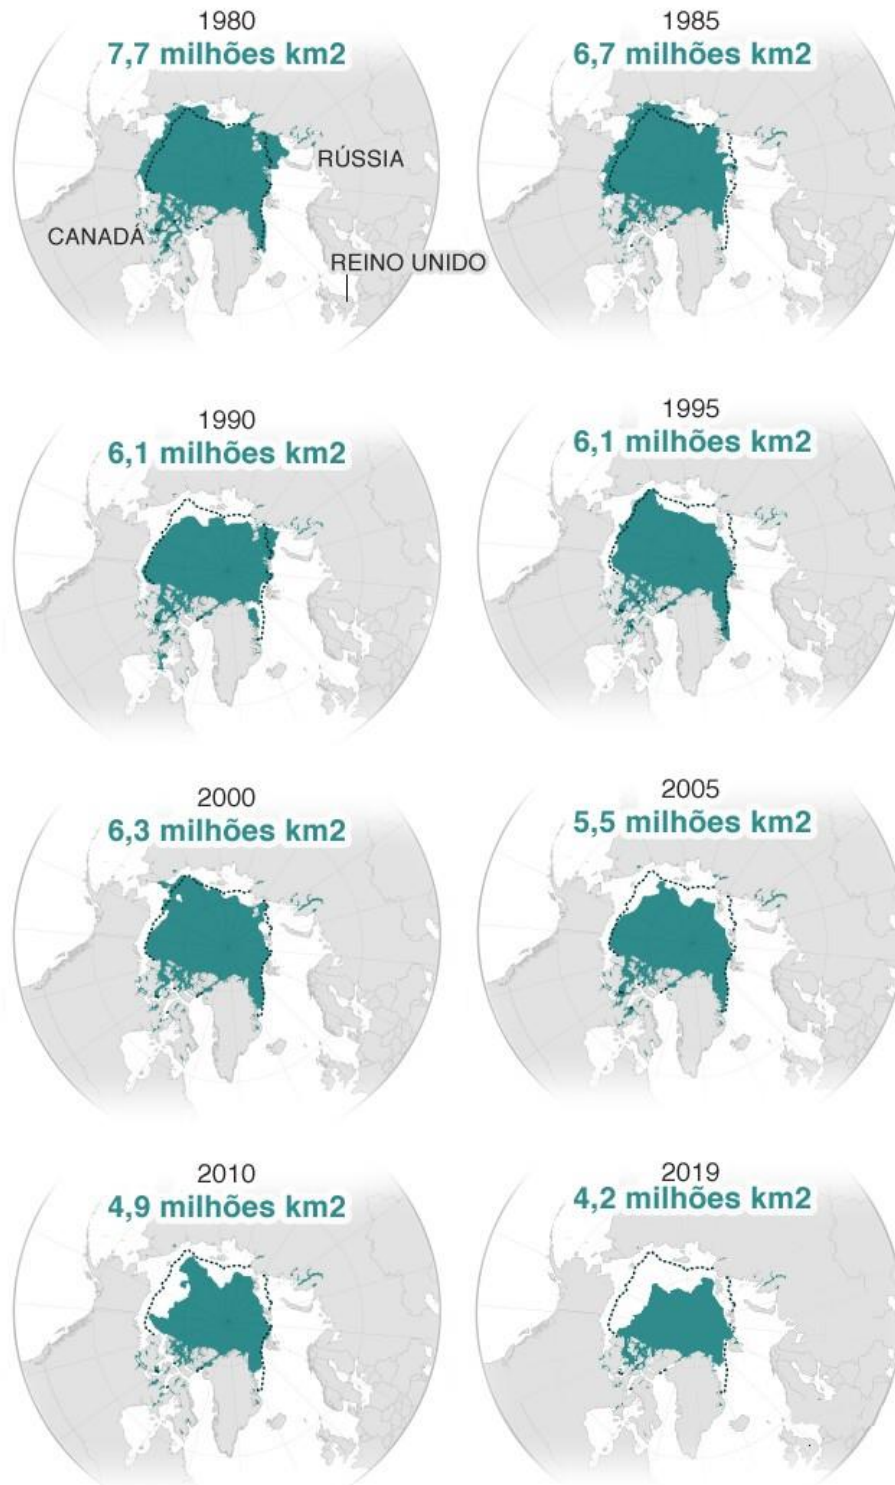 1980
7,7 milhões km2
RÚSSIA
CANADÁ
REINO UNIDO
1985
6,7 milhões km2
1990
6,1 milhões km2
1995
6,1 milhões km2
2000
6,3 milhões km2
2005
5,5 milhões km2
2010
4,9 milhões km2
2019
4,2 milhões km2